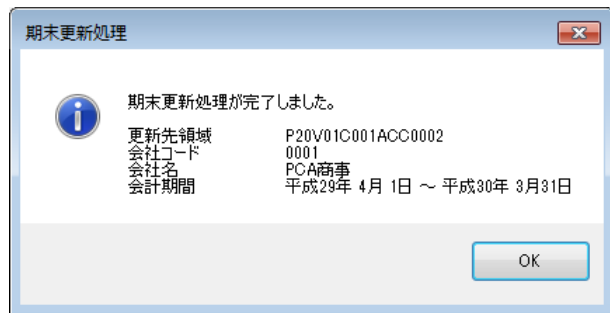 期末更新処理
期末更新処理が完了しました。
更新先領域 P20V01C001ACC0002
会社コード 0001
会社名 PCA商事
会計期間 平成29年 4月 1日 ～ 平成30年 3月31日
OK